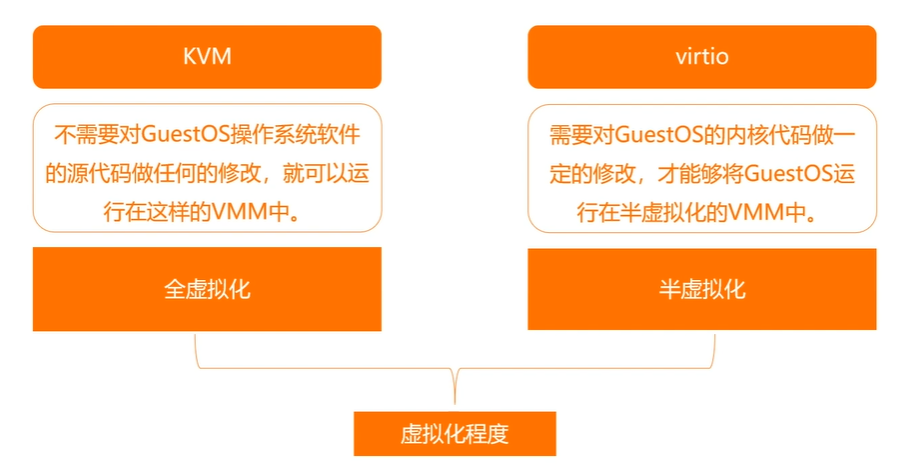 KVM
virtio
不需要对GuestOS操作系统软件
的源代码做任何的修改，就可以运
行在这样的VMM中。
需要对GuestOS的内核代码做一
定的修改，才能够将GuestOS运
行在半虚拟化的VMM中。
全虚拟化
半虚拟化
虚拟化程度